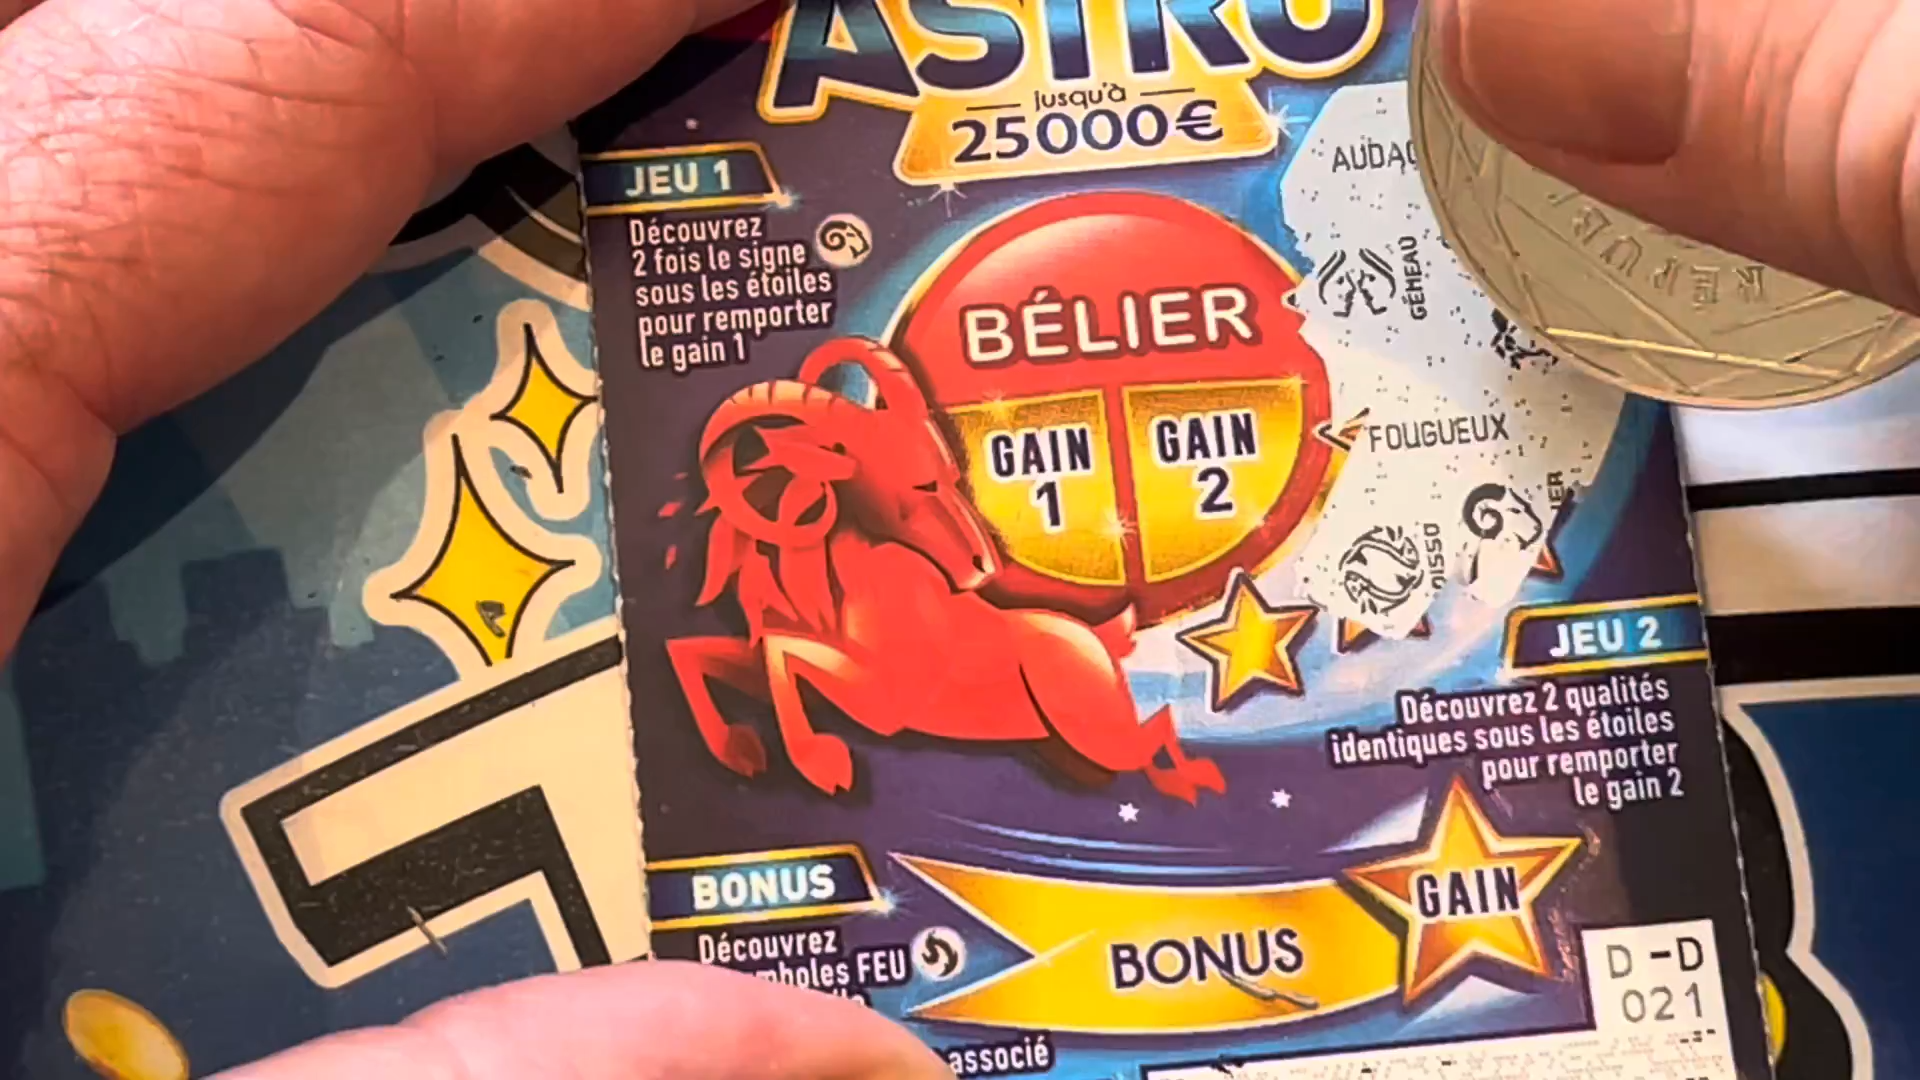 ASTRO
Jusqu'à
25000€
JEU 1
Découvrez
2 fois le signe
sous les étoiles
pour remporter
le gain 1
BÉLIER
GAIN
1
GAIN
2
GÉMEAU
FOUGUEUX
JEU 2
Découvrez 2 qualités
identiques sous les étoiles
pour remporter
le gain 2
BONUS
Découvrez
FEU
associé
BONUS
GAIN
D-D
021